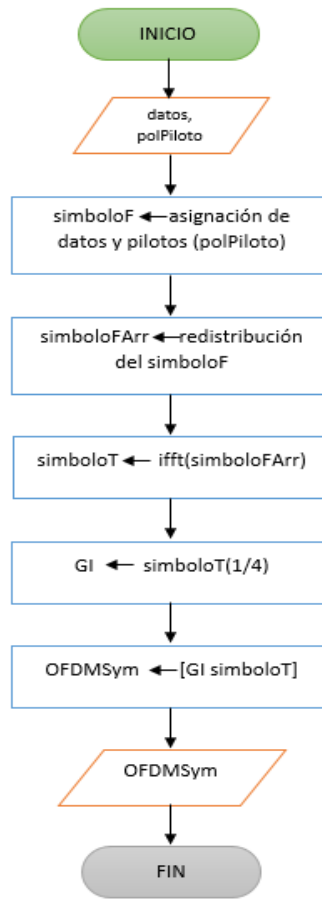 INICIO
datos,
polPiloto
simboloF ← asignación de
datos y pilotos (polPiloto)
simboloFArr ← redistribución
del simboloF
simboloT ← ifft(simboloFArr)
GI ← simboloT(1/4)
OFDMSym ← [GI simboloT]
OFDMSym
FIN